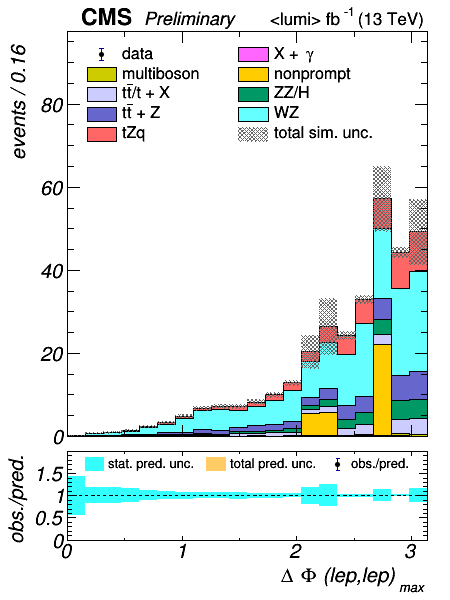 CMS Preliminary <lumi> fb⁻¹ (13 TeV)
events / 0.16
data
multiboson
tt̄/t + X
tt̄ + Z
tZq
X + γ
nonprompt
ZZ/H
WZ
total sim. unc.
80
60
40
20
0
obs./pred.
stat. pred. unc. total pred. unc. obs./pred.
1.5
1
0.5
0
0 1 2 3
Δ Φ (lep,lep) max